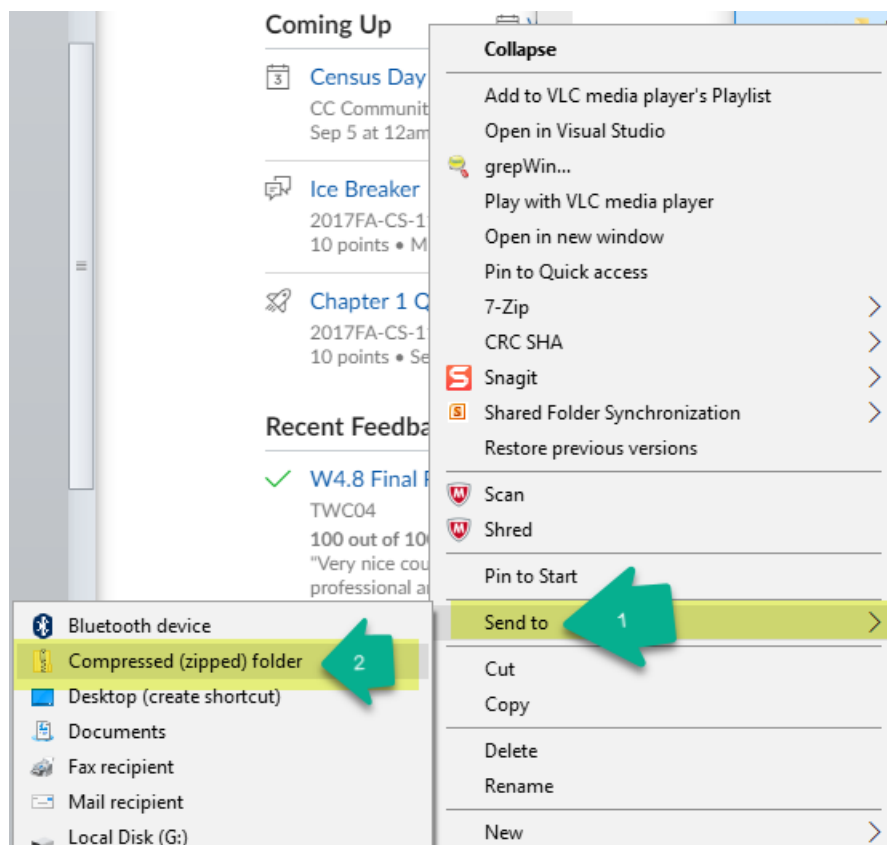 Coming Up
3
Census Day
CC Communit
Sep 5 at 12am
Ice Breaker
2017FA-CS-1
10 points • M
Chapter 1 Q
2017FA-CS-1
10 points • Se
Recent Feedba
W4.8 Final
TWC04
100 out of 10
"Very nice cou
professional a
Collapse
Add to VLC media player's Playlist
Open in Visual Studio
grepWin...
Play with VLC media player
Open in new window
Pin to Quick access
7-Zip
CRC SHA
S Snagit
S Shared Folder Synchronization
Restore previous versions
Scan
Shred
Pin to Start
Send to 1
Cut
Copy
Delete
Rename
New
Bluetooth device
Compressed (zipped) folder 2
Desktop (create shortcut)
Documents
Fax recipient
Mail recipient
Local Disk (G:)